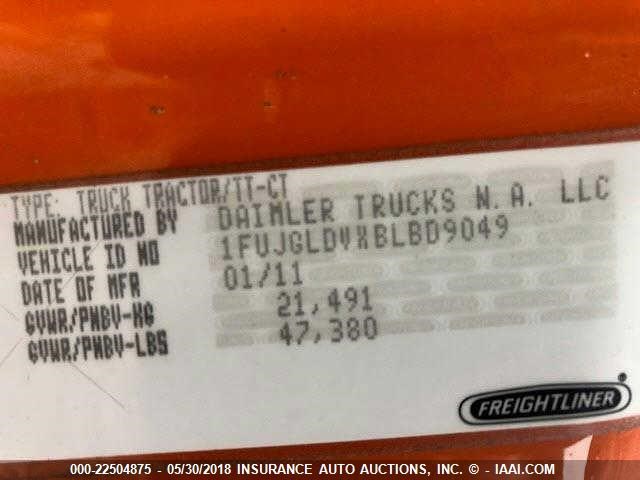 TYPE: TRUCK TRACTOR/TT-CT
MANUFACTURED BY DAIMLER TRUCKS N.A. LLC
VEHICLE ID NO 1FUJGLDVXBLBD9049
DATE OF MFR 01/11
GVWR/PNBV-KG 21,491
GVWR/PNBV-LBS 47,380
FREIGHTLINER
000-22504875 - 05/30/2018 INSURANCE AUTO AUCTIONS, INC. © - IAAI.COM